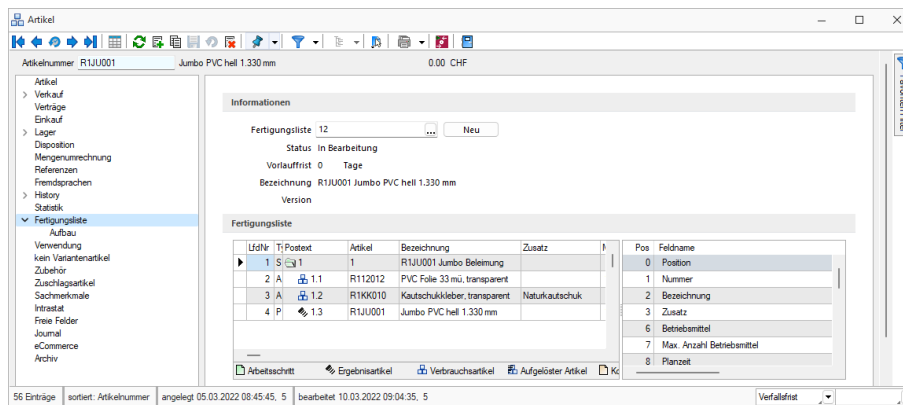 Artikel
Artikelnummer R1JU001 Jumbo PVC hell 1.330 mm 0.00 CHF
Artikel
Verkauf
Verträge
Einkauf
Lager
Disposition
Mengenumrechnung
Referenzen
Fremdsprachen
History
Statistik
Fertigungsliste
Aufbau
Verwendung
kein Variantenartikel
Zubehör
Zuschlagsartikel
Sachmerkmale
Intrastat
Freie Felder
Journal
eCommerce
Archiv
Informationen
Fertigungsliste 12 ... Neu
Status In Bearbeitung
Vorlauffrist 0 Tage
Bezeichnung R1JU001 Jumbo PVC hell 1.330 mm
Version
Fertigungsliste
LfdNr T Postext Artikel Bezeichnung Zusatz
1 S 1 1 R1JU001 Jumbo Beleimung
2 A 1.1 R112012 PVC Folie 33 mü, transparent
3 A 1.2 R1KK010 Kautschukkleber, transparent Naturkautschuk
4 P 1.3 R1JU001 Jumbo PVC hell 1.330 mm
Arbeitsschritt Ergebnisartikel Verbrauchsartikel Aufgelöster Artikel Kc
Pos Feldname
0 Position
1 Nummer
2 Bezeichnung
3 Zusatz
6 Betriebsmittel
7 Max. Anzahl Betriebsmittel
8 Planzeit
56 Einträge sortiert: Artikelnummer angelegt 05.03.2022 08:45:45, 5 bearbeitet 10.03.2022 09:04:35, 5 Verfallsfrist